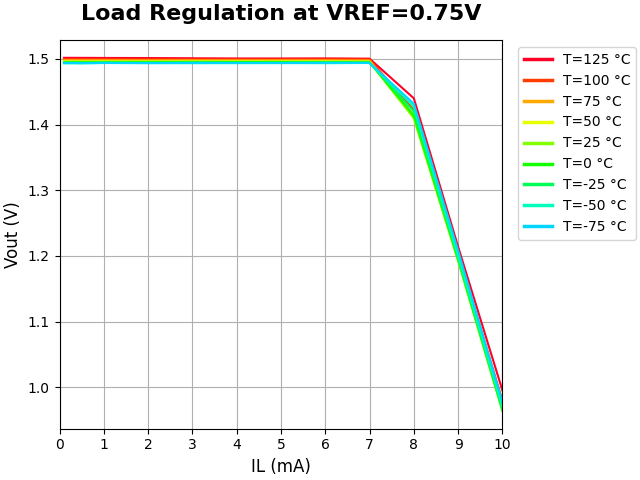 Load Regulation at VREF=0.75V
Vout (V)
1.5
1.4
1.3
1.2
1.1
1.0
0 1 2 3 4 5 6 7 8 9 10
IL (mA)
T=125 °C
T=100 °C
T=75 °C
T=50 °C
T=25 °C
T=0 °C
T=-25 °C
T=-50 °C
T=-75 °C